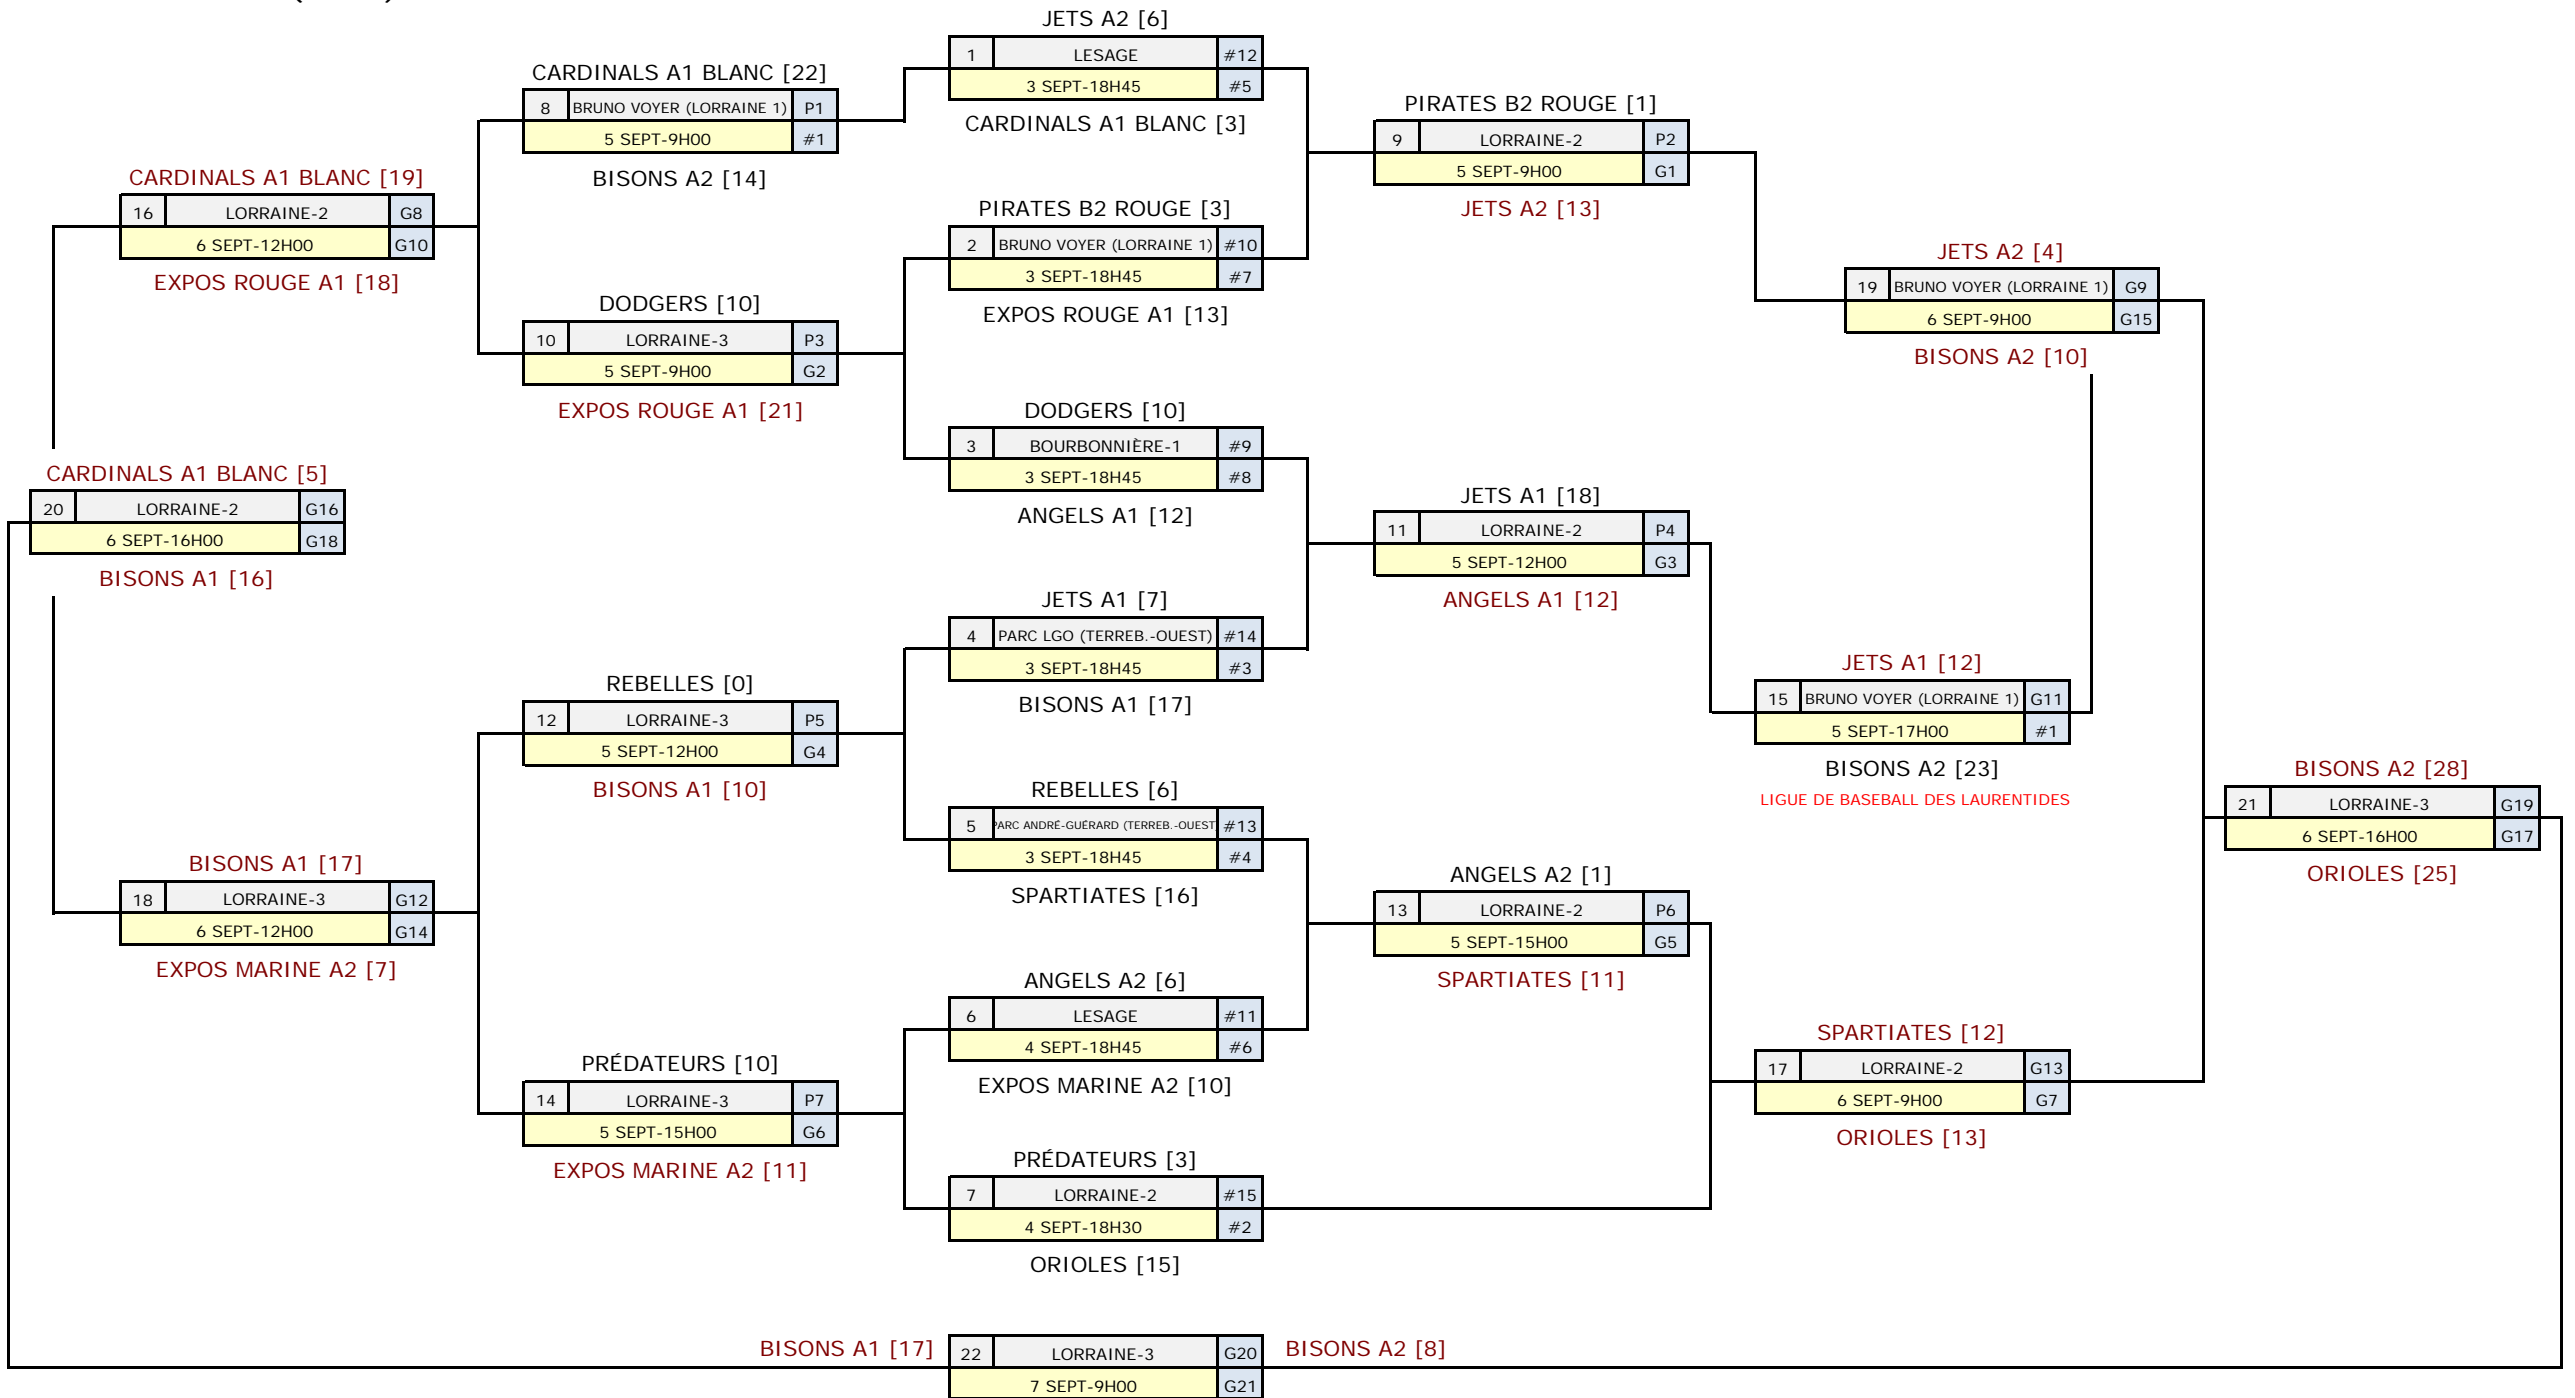 JETS A2 [6]
1 LESAGE #12
3 SEPT-18H45 #5
CARDINALS A1 BLANC [3]
PIRATES B2 ROUGE [3]
2 BRUNO VOYER (LORRAINE 1) #10
3 SEPT-18H45 #7
EXPOS ROUGE A1 [13]
DODGERS [10]
3 BOURBONNIÈRE-1 #9
3 SEPT-18H45 #8
ANGELS A1 [12]
JETS A1 [7]
4 PARC LGO (TERREB.-OUEST) #14
3 SEPT-18H45 #3
BISONS A1 [17]
REBELLES [6]
5 PARC ANDRÉ-GUÉRARD (TERREB.-OUEST #13
3 SEPT-18H45 #4
SPARTIATES [16]
ANGELS A2 [6]
6 LESAGE #11
4 SEPT-18H45 #6
EXPOS MARINE A2 [10]
PRÉDATEURS [3]
7 LORRAINE-2 #15
4 SEPT-18H30 #2
ORIOLES [15]
CARDINALS A1 BLANC [22]
8 BRUNO VOYER (LORRAINE 1) P1
5 SEPT-9H00 #1
BISONS A2 [14]
PIRATES B2 ROUGE [1]
9 LORRAINE-2 P2
5 SEPT-9H00 G1
JETS A2 [13]
DODGERS [10]
10 LORRAINE-3 P3
5 SEPT-9H00 G2
EXPOS ROUGE A1 [21]
JETS A1 [18]
11 LORRAINE-2 P4
5 SEPT-12H00 G3
ANGELS A1 [12]
REBELLES [0]
12 LORRAINE-3 P5
5 SEPT-12H00 G4
BISONS A1 [10]
ANGELS A2 [1]
13 LORRAINE-2 P6
5 SEPT-15H00 G5
SPARTIATES [11]
PRÉDATEURS [10]
14 LORRAINE-3 P7
5 SEPT-15H00 G6
EXPOS MARINE A2 [11]
JETS A1 [12]
15 BRUNO VOYER (LORRAINE 1) G11
5 SEPT-17H00 #1
BISONS A2 [23]
LIGUE DE BASEBALL DES LAURENTIDES
CARDINALS A1 BLANC [19]
16 LORRAINE-2 G8
6 SEPT-12H00 G10
EXPOS ROUGE A1 [18]
SPARTIATES [12]
17 LORRAINE-2 G13
6 SEPT-9H00 G7
ORIOLES [13]
BISONS A1 [17]
18 LORRAINE-3 G12
6 SEPT-12H00 G14
EXPOS MARINE A2 [7]
JETS A2 [4]
19 BRUNO VOYER (LORRAINE 1) G9
6 SEPT-9H00 G15
BISONS A2 [10]
CARDINALS A1 BLANC [5]
20 LORRAINE-2 G16
6 SEPT-16H00 G18
BISONS A1 [16]
BISONS A2 [28]
21 LORRAINE-3 G19
6 SEPT-16H00 G17
ORIOLES [25]
BISONS A1 [17] 22 LORRAINE-3 G20 BISONS A2 [8]
7 SEPT-9H00 G21